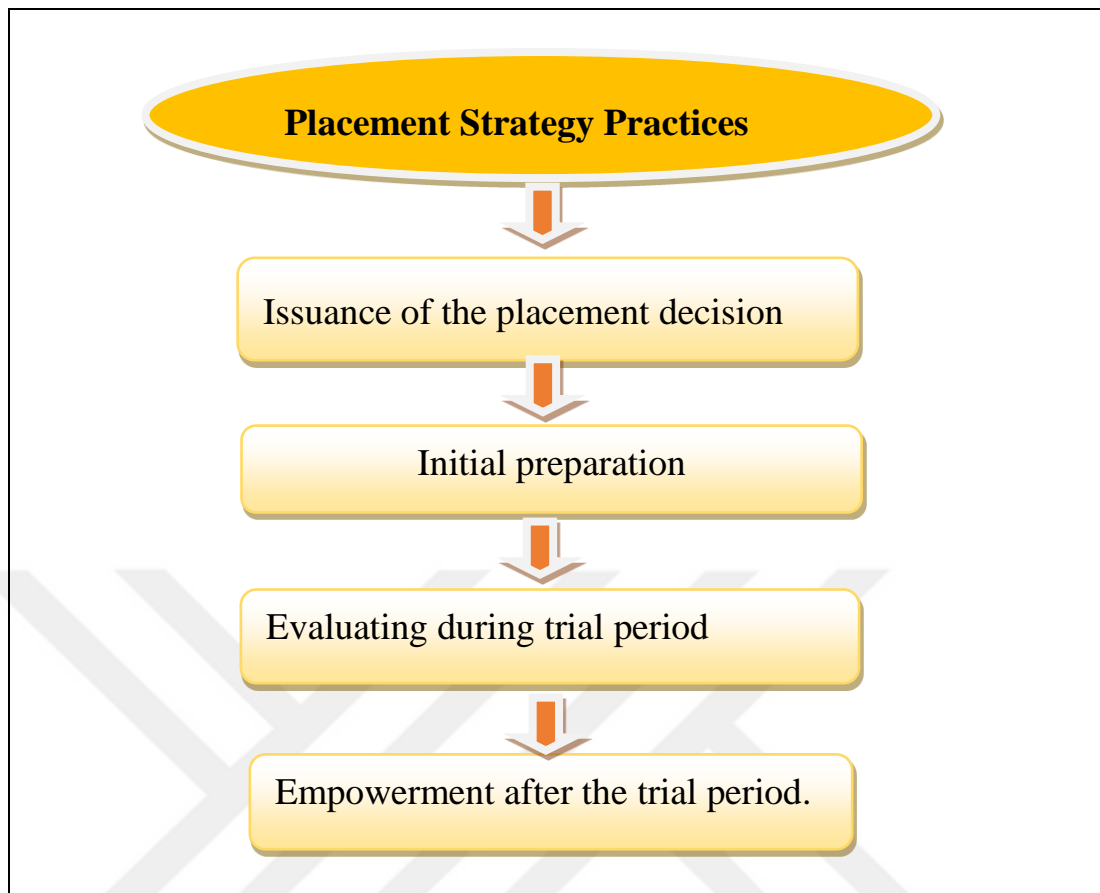 Placement Strategy Practices
Issuance of the placement decision
Initial preparation
Evaluating during trial period
Empowerment after the trial period.